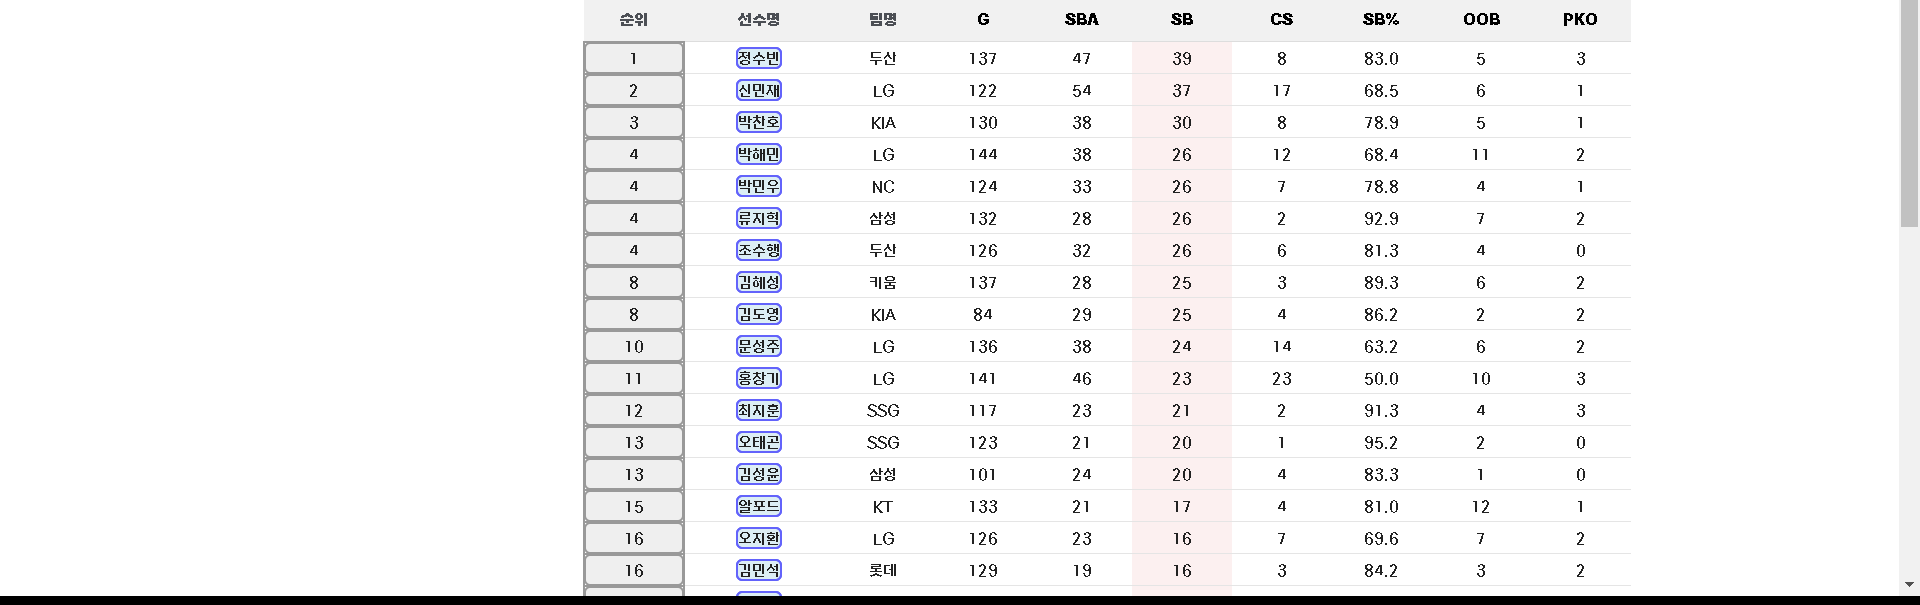 순위 선수명 팀명 G SBA SB CS SB% OOB PKO
1 정수빈 두산 137 47 39 8 83.0 5 3
2 신민재 LG 122 54 37 17 68.5 6 1
3 박찬호 KIA 130 38 30 8 78.9 5 1
4 박해민 LG 144 38 26 12 68.4 11 2
4 박민우 NC 124 33 26 7 78.8 4 1
4 류지혁 삼성 132 28 26 2 92.9 7 2
4 조수행 두산 126 32 26 6 81.3 4 0
8 김혜성 키움 137 28 25 3 89.3 6 2
8 김도영 KIA 84 29 25 4 86.2 2 2
10 문성주 LG 136 38 24 14 63.2 6 2
11 홍창기 LG 141 46 23 23 50.0 10 3
12 최지훈 SSG 117 23 21 2 91.3 4 3
13 오태곤 SSG 123 21 20 1 95.2 2 0
13 김성윤 삼성 101 24 20 4 83.3 1 0
15 알포드 KT 133 21 17 4 81.0 12 1
16 오지환 LG 126 23 16 7 69.6 7 2
16 김민석 롯데 129 19 16 3 84.2 3 2